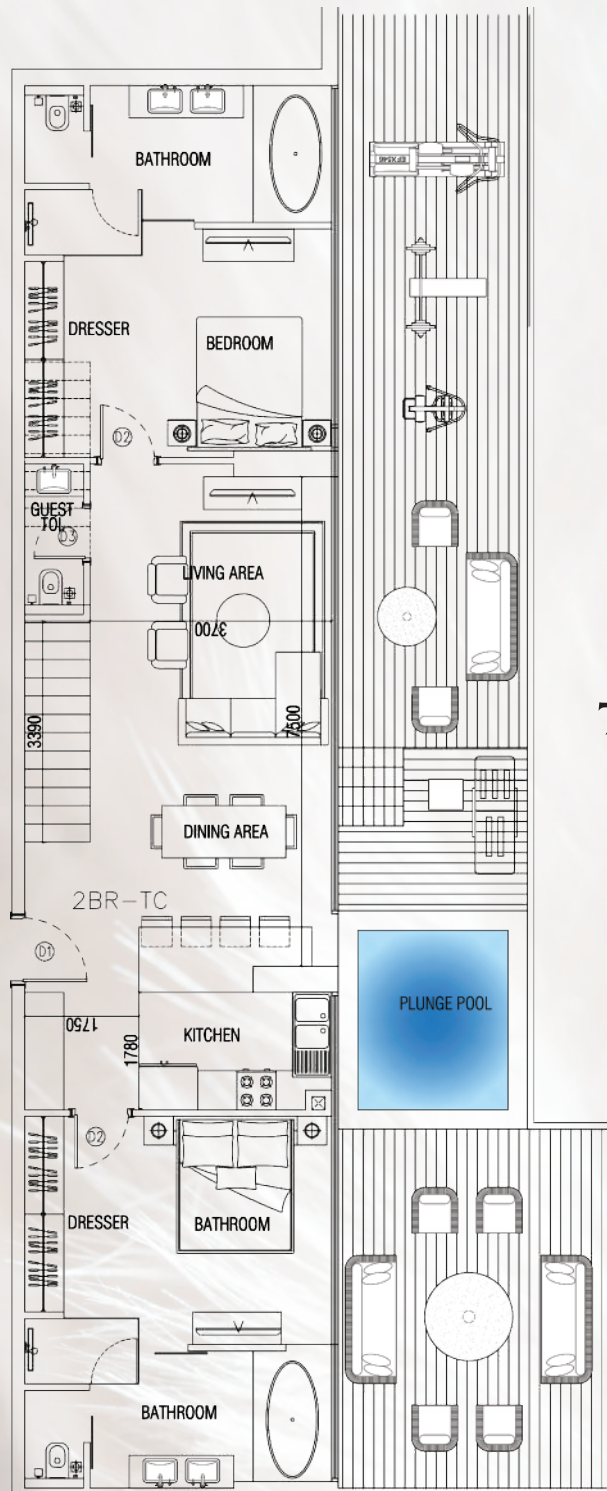 BATHROOM
DRESSER
BEDROOM
D2
GUEST
TOI.
D3
LIVING AREA
3700
3390
7500
DINING AREA
2BR-TC
D1
PLUNGE POOL
KITCHEN
1750
1780
D2
DRESSER
BATHROOM
BATHROOM